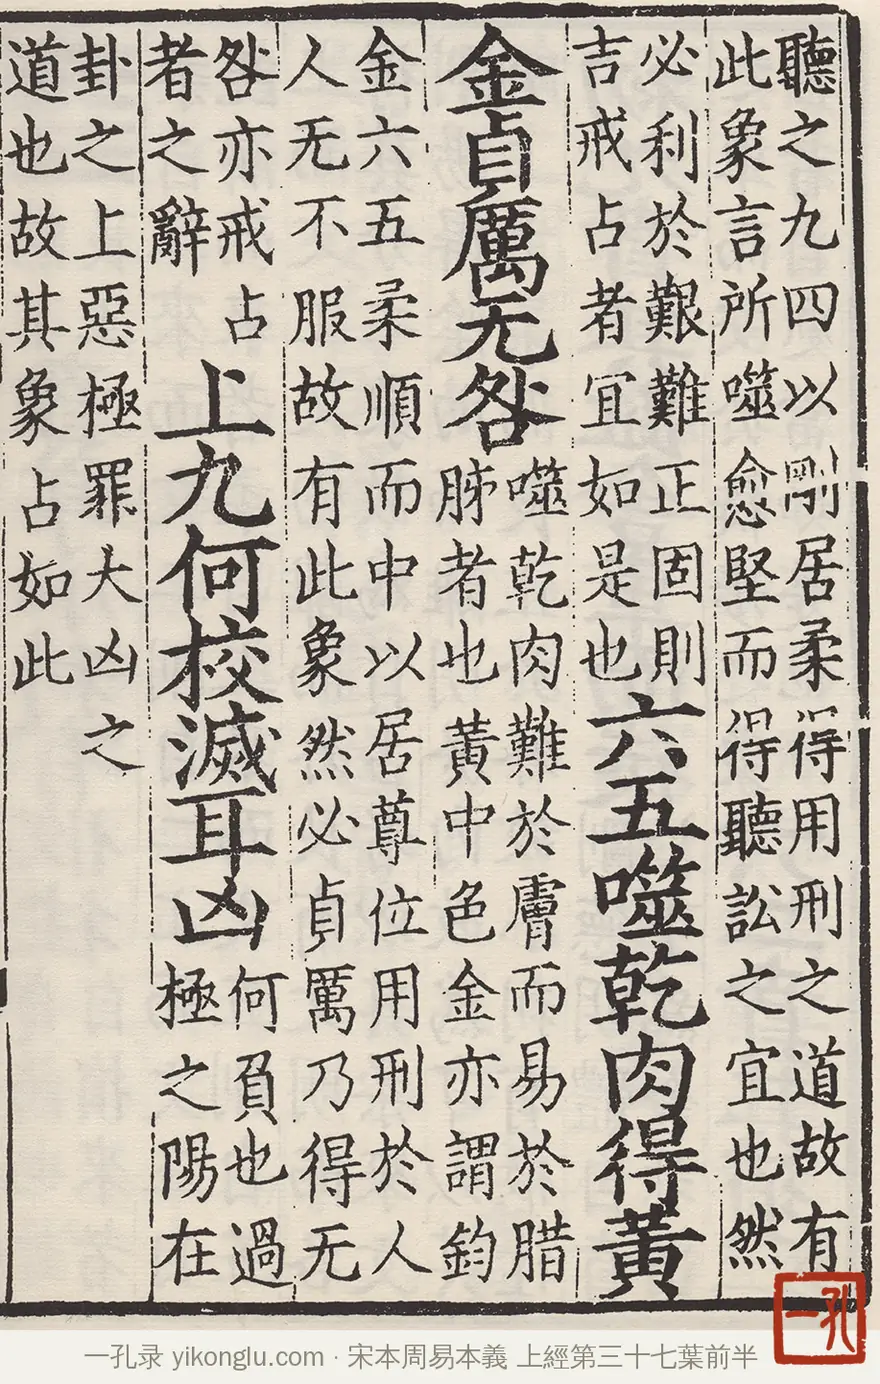 聽之九四以剛居柔得用刑之道故有
此象言所噬愈堅而得聽訟之宜也然
必利於艱難正固則
吉戒占者宜如是也
六五噬乾肉得黃
金貞厲无咎
噬乾肉難於膚而易於腊
胏者也黃中色金亦謂鈞
金六五柔順而中以居尊位用刑於人
人无不服故有此象然必貞厲乃得无
咎亦戒占
者之辭
上九何校滅耳凶
何負也過
極之陽在
卦之上惡極罪大凶之
道也故其象占如此
一孔
一孔录 yikonglu.com · 宋本周易本義 上經第三十七葉前半